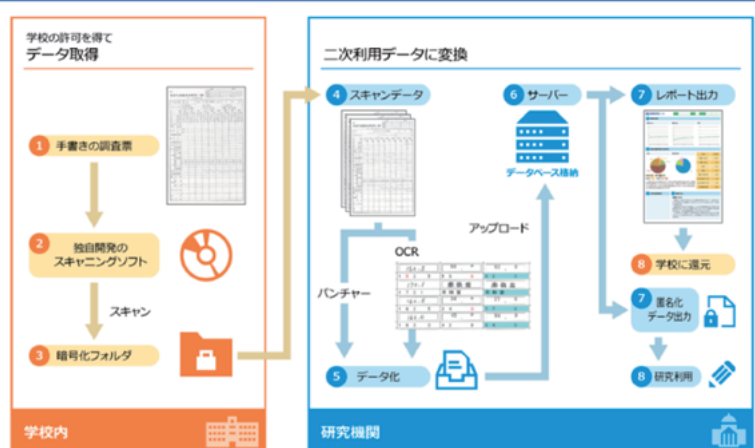 学校の許可を得て
データ取得
1 手書きの調査票
2 独自開発の
スキャニングソフト
スキャン
3 暗号化フォルダ
学校内
二次利用データに変換
4 スキャンデータ
パンチャー
OCR
5 データ化
アップロード
6 サーバー
データベース格納
7 レポート出力
8 学校に還元
7 匿名化
データ出力
8 研究利用
研究機関